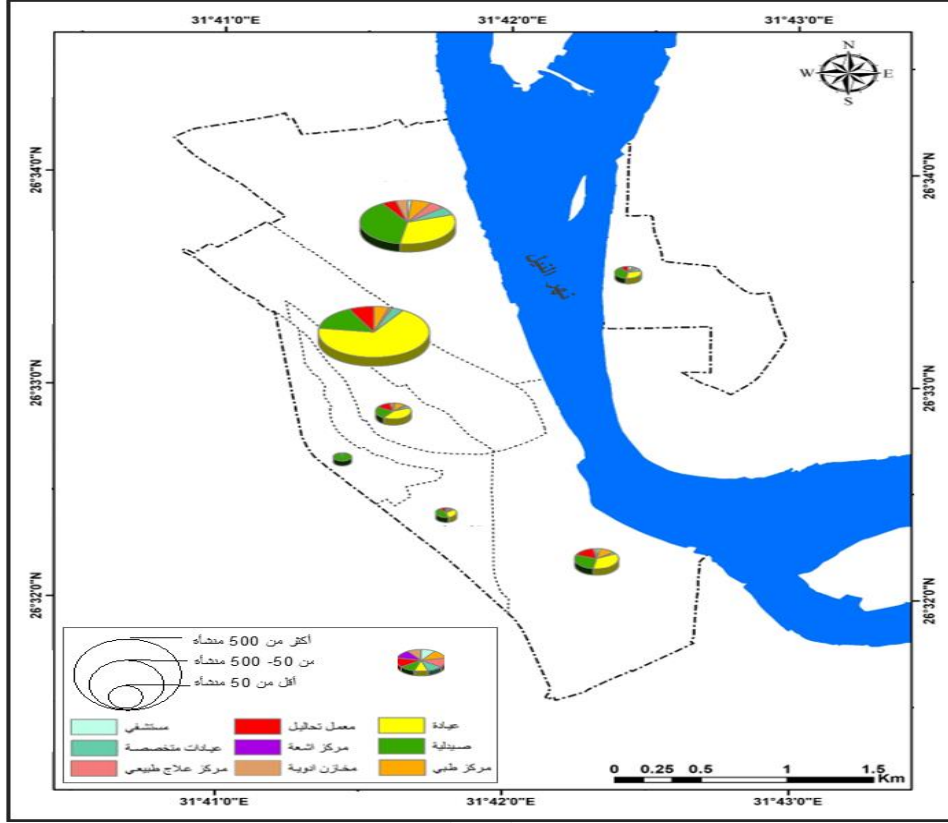 31°41'0"E 31°42'0"E 31°43'0"E
N
W E
S
26°34'0"N 26°34'0"N
نهر النيل
26°33'0"N 26°33'0"N
26°32'0"N 26°32'0"N
أكثر من 500 منشأه
من 50- 500 منشأه
أقل من 50 منشأه
عيادة معمل تحاليل مستشفي
صيدلية مركز اشعة عيادات متخصصة
مركز طبي مخازن ادوية مركز علاج طبيعي
0 0.25 0.5 1 1.5
Km
31°41'0"E 31°42'0"E 31°43'0"E